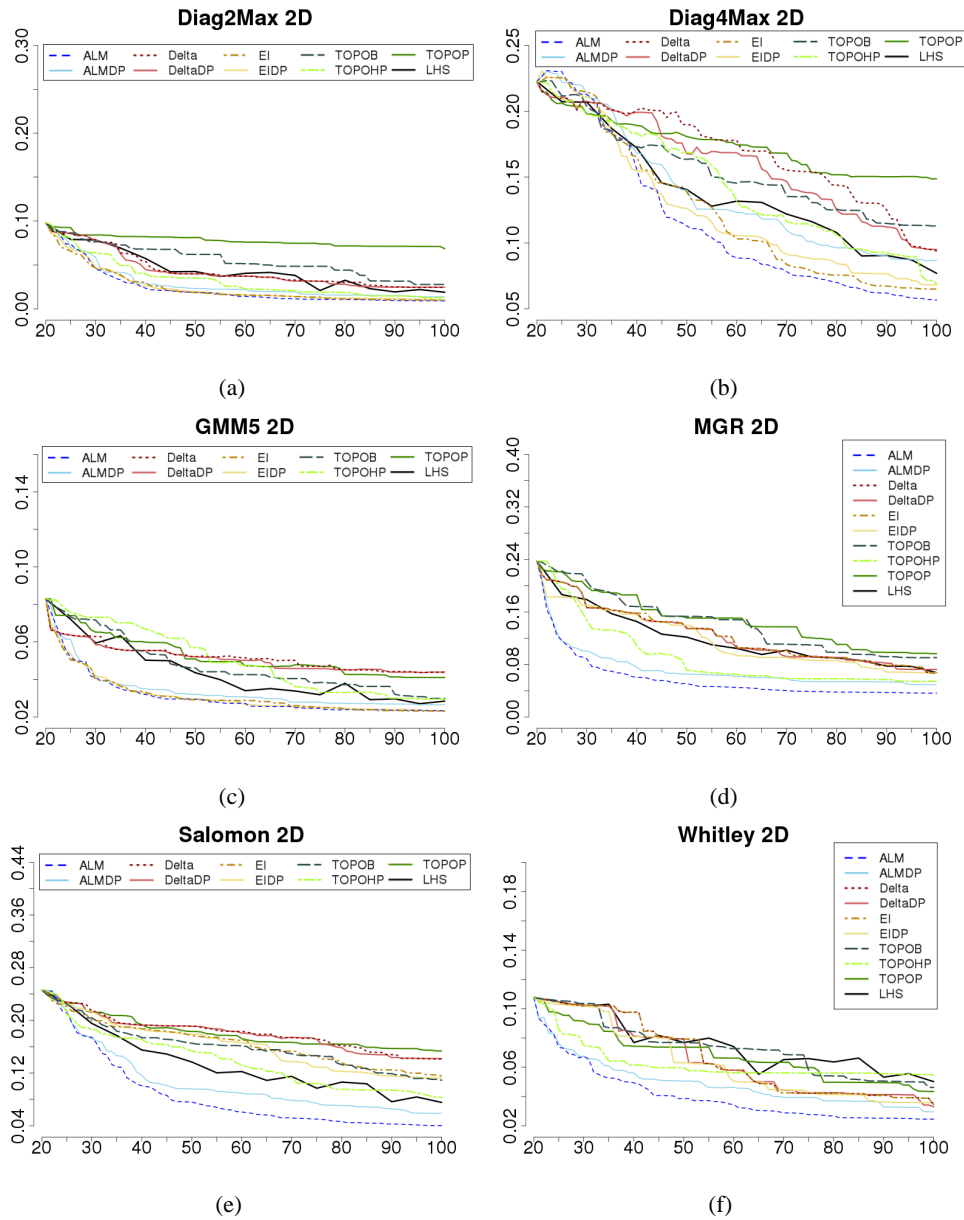 Diag2Max 2D
0.30
0.20
0.10
0.00
ALM Delta EI TOPOB TOPOP
ALMDP DeltaDP EIDP TOPOHP LHS
20 30 40 50 60 70 80 90 100
(a)
Diag4Max 2D
0.25
0.20
0.15
0.10
0.05
ALM Delta EI TOPOB TOPOP
ALMDP DeltaDP EIDP TOPOHP LHS
20 30 40 50 60 70 80 90 100
(b)
GMM5 2D
0.14
0.10
0.06
0.02
ALM Delta EI TOPOB TOPOP
ALMDP DeltaDP EIDP TOPOHP LHS
20 30 40 50 60 70 80 90 100
(c)
MGR 2D
0.40
0.32
0.24
0.16
0.08
0.00
ALM
ALMDP
Delta
DeltaDP
EI
EIDP
TOPOB
TOPOHP
TOPOP
LHS
20 30 40 50 60 70 80 90 100
(d)
Salomon 2D
0.44
0.36
0.28
0.20
0.12
0.04
ALM Delta EI TOPOB TOPOP
ALMDP DeltaDP EIDP TOPOHP LHS
20 30 40 50 60 70 80 90 100
(e)
Whitley 2D
0.18
0.14
0.10
0.06
0.02
ALM
ALMDP
Delta
DeltaDP
EI
EIDP
TOPOB
TOPOHP
TOPOP
LHS
20 30 40 50 60 70 80 90 100
(f)